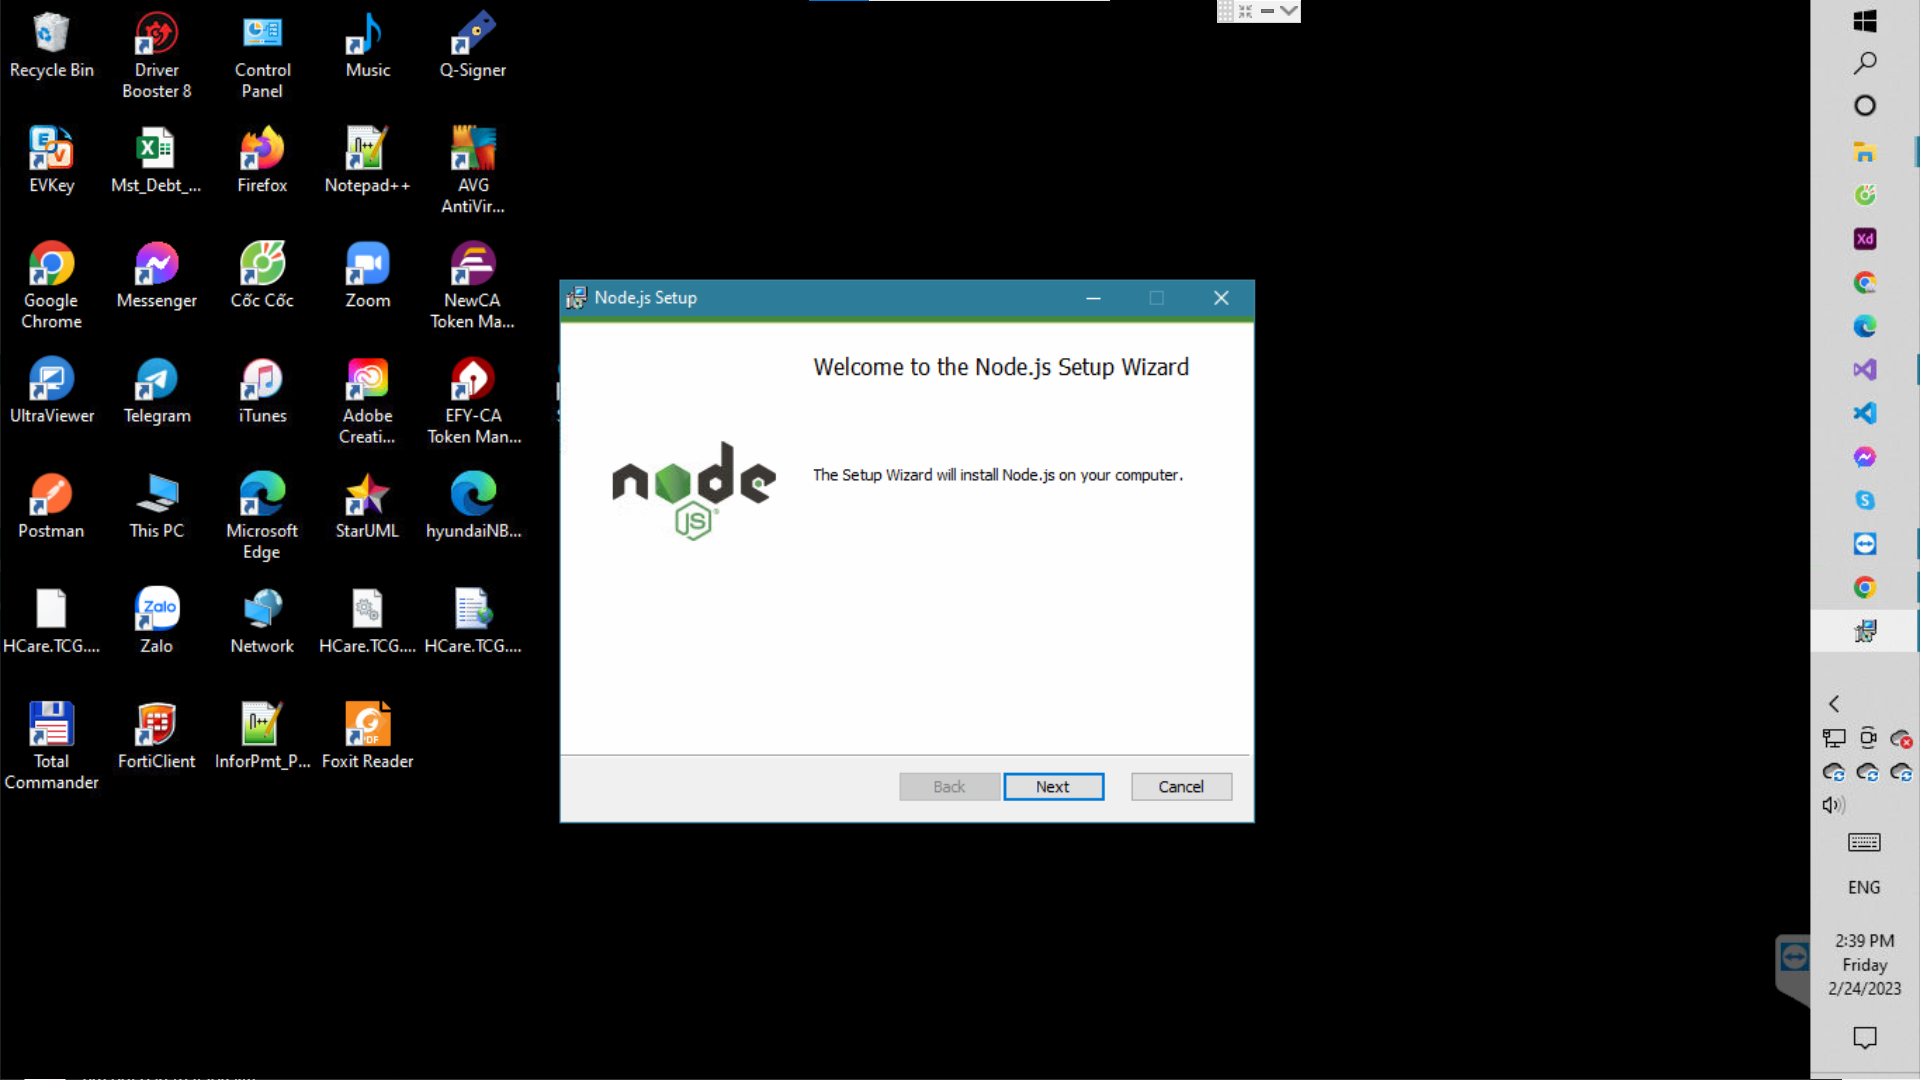 Recycle Bin
Driver
Booster 8
Control
Panel
Music
Q-Signer
EVKey
Mst_Debt_...
Firefox
Notepad++
AVG
AntiVir...
Google
Chrome
Messenger
Cốc Cốc
Zoom
NewCA
Token Ma...
UltraViewer
Telegram
iTunes
Adobe
Creati...
EFY-CA
Token Man...
Postman
This PC
Microsoft
Edge
StarUML
hyundaiNB...
HCare.TCG....
Zalo
Zalo
Network
HCare.TCG....
HCare.TCG....
Total
Commander
FortiClient
InforPmt_P...
Foxit Reader
Node.js Setup
Welcome to the Node.js Setup Wizard
node
JS
The Setup Wizard will install Node.js on your computer.
Back
Next
Cancel
Xd
ENG
2:39 PM
Friday
2/24/2023